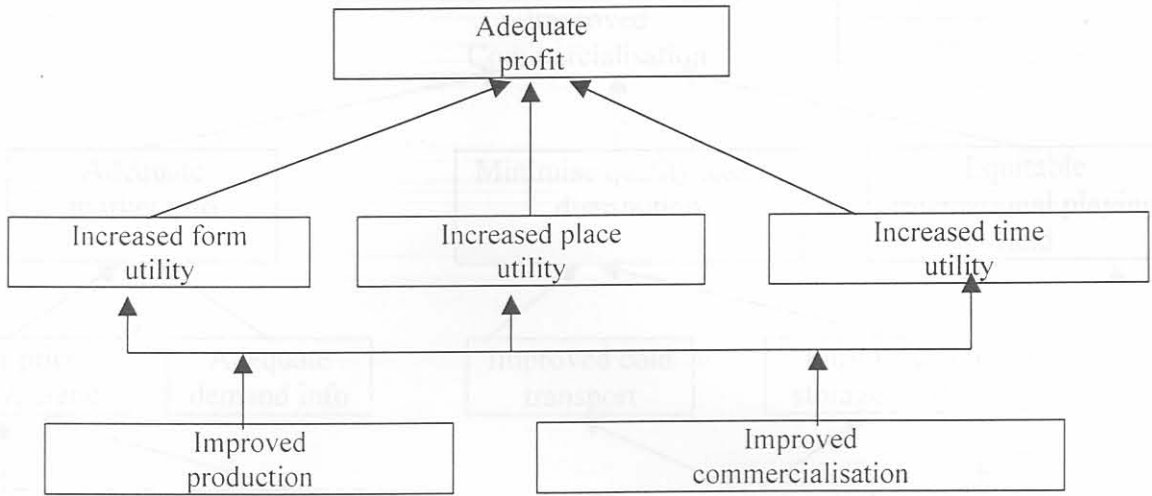 Adequate
profit
Increased form
utility
Increased place
utility
Increased time
utility
Improved
production
Improved
commercialisation